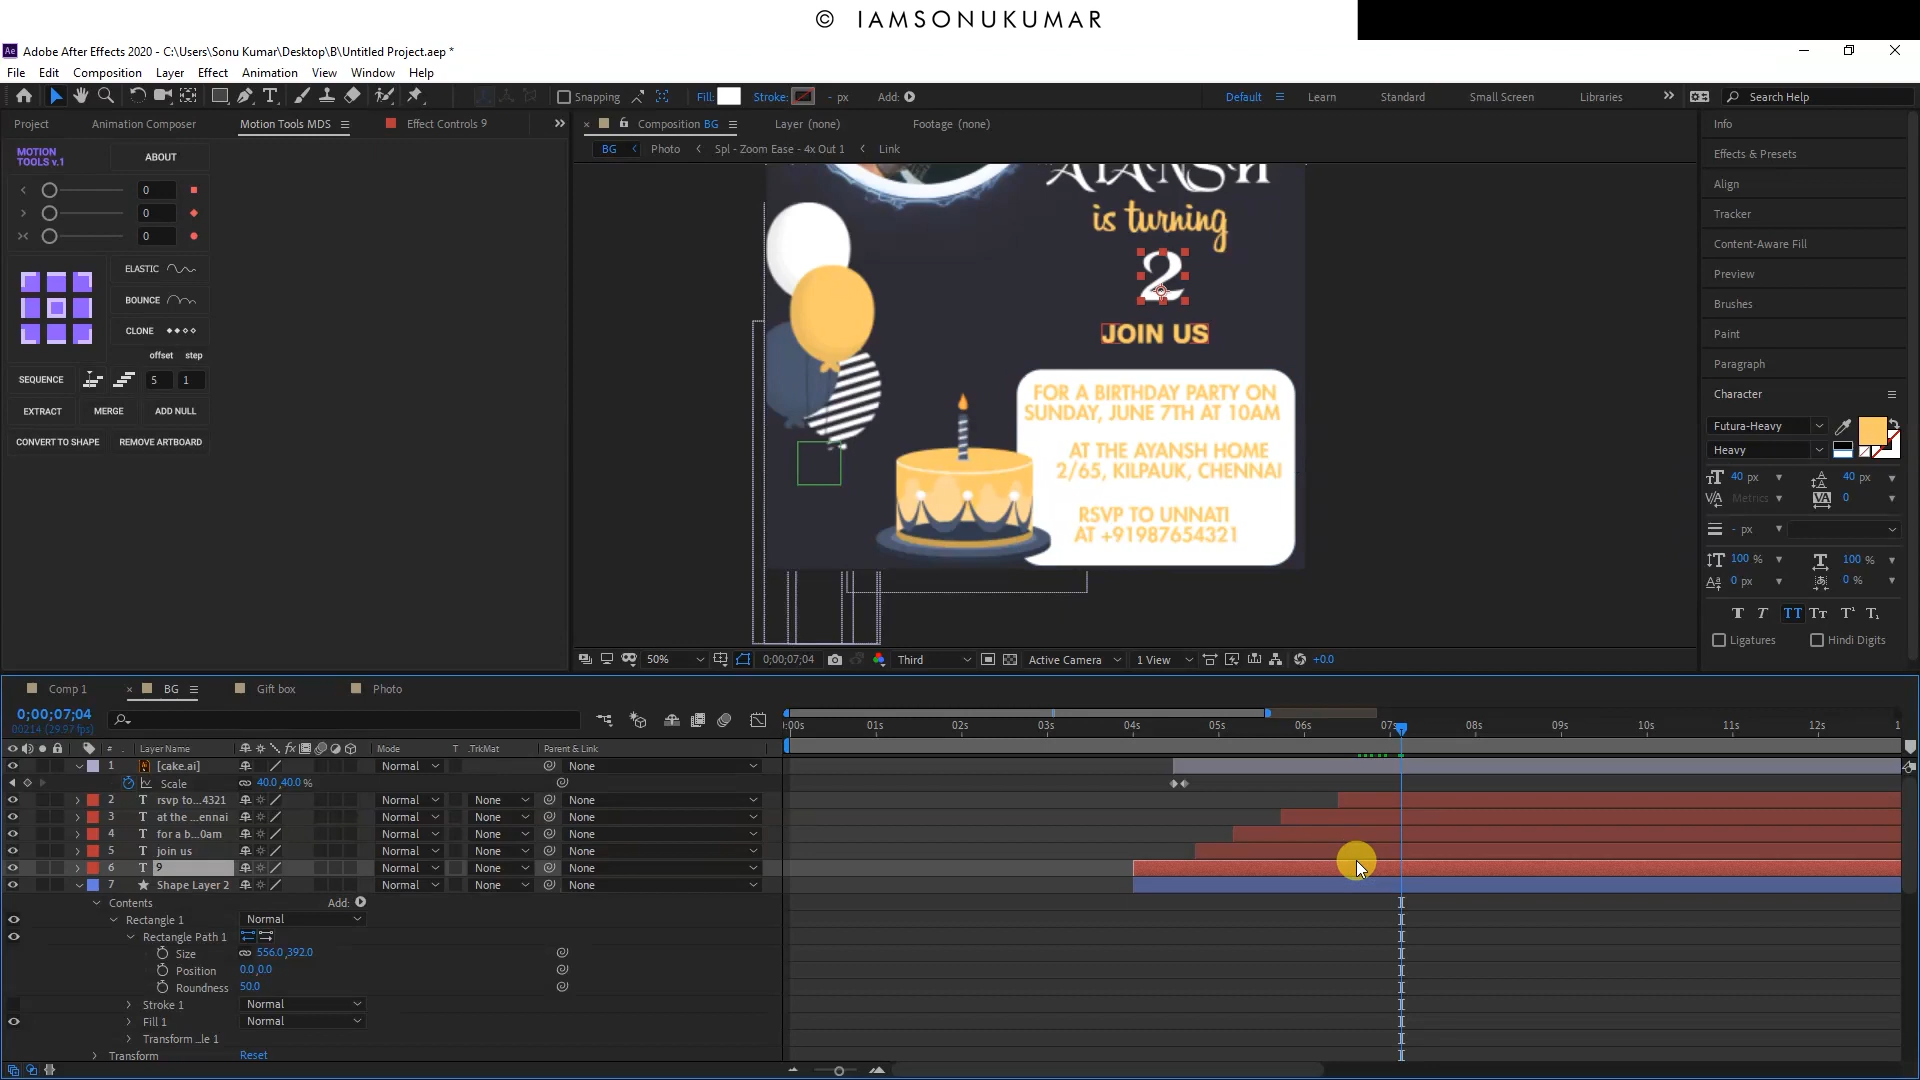 © IAMSONUKUMAR
Ae Adobe After Effects 2020 - C:\Users\Sonu Kumar\Desktop\B\Untitled Project.aep *
File Edit Composition Layer Effect Animation View Window Help
Snapping Fill: Stroke: - px Add: Default Learn Standard Small Screen Libraries Search Help
Project Animation Composer Motion Tools MDS Effect Controls 9
Composition BG Layer (none) Footage (none)
BG Photo Spl - Zoom Ease - 4x Out 1 Link
MOTION TOOLS v.1 ABOUT
0
0
0
ELASTIC
BOUNCE
CLONE
offset step
SEQUENCE 5 1
EXTRACT MERGE ADD NULL
CONVERT TO SHAPE REMOVE ARTBOARD
AYANSH
is turning
2
JOIN US
FOR A BIRTHDAY PARTY ON
SUNDAY, JUNE 7TH AT 10AM
AT THE AYANSH HOME
2/65, KILPAUK, CHENNAI
RSVP TO UNNATI
AT +91987654321
50% 0;00;07;04 Third Active Camera 1 View +0.0
Info
Effects & Presets
Align
Tracker
Content-Aware Fill
Preview
Brushes
Paint
Paragraph
Character
Futura-Heavy
Heavy
40 px 40 px
Metrics 0
- px
100 % 100 %
0 px 0 %
T T TT Tt T¹ T₁
Ligatures Hindi Digits
Comp 1 BG Gift box Photo
0;00;07;04
00214 (29.97 fps)
:00s 01s 02s 03s 04s 05s 06s 07s 08s 09s 10s 11s 12s 1
# Layer Name fx Mode T .TrkMat Parent & Link
1 [cake.ai] Normal None
Scale 40.0,40.0 %
2 T rsvp to...4321 Normal None None
3 T at the ...ennai Normal None None
4 T for a b...0am Normal None None
5 T join us Normal None None
6 T 9 Normal None None
7 Shape Layer 2 Normal None None
Contents Add:
Rectangle 1 Normal
Rectangle Path 1
Size 556.0,392.0
Position 0.0,0.0
Roundness 50.0
Stroke 1 Normal
Fill 1 Normal
Transform ...le 1
Transform Reset